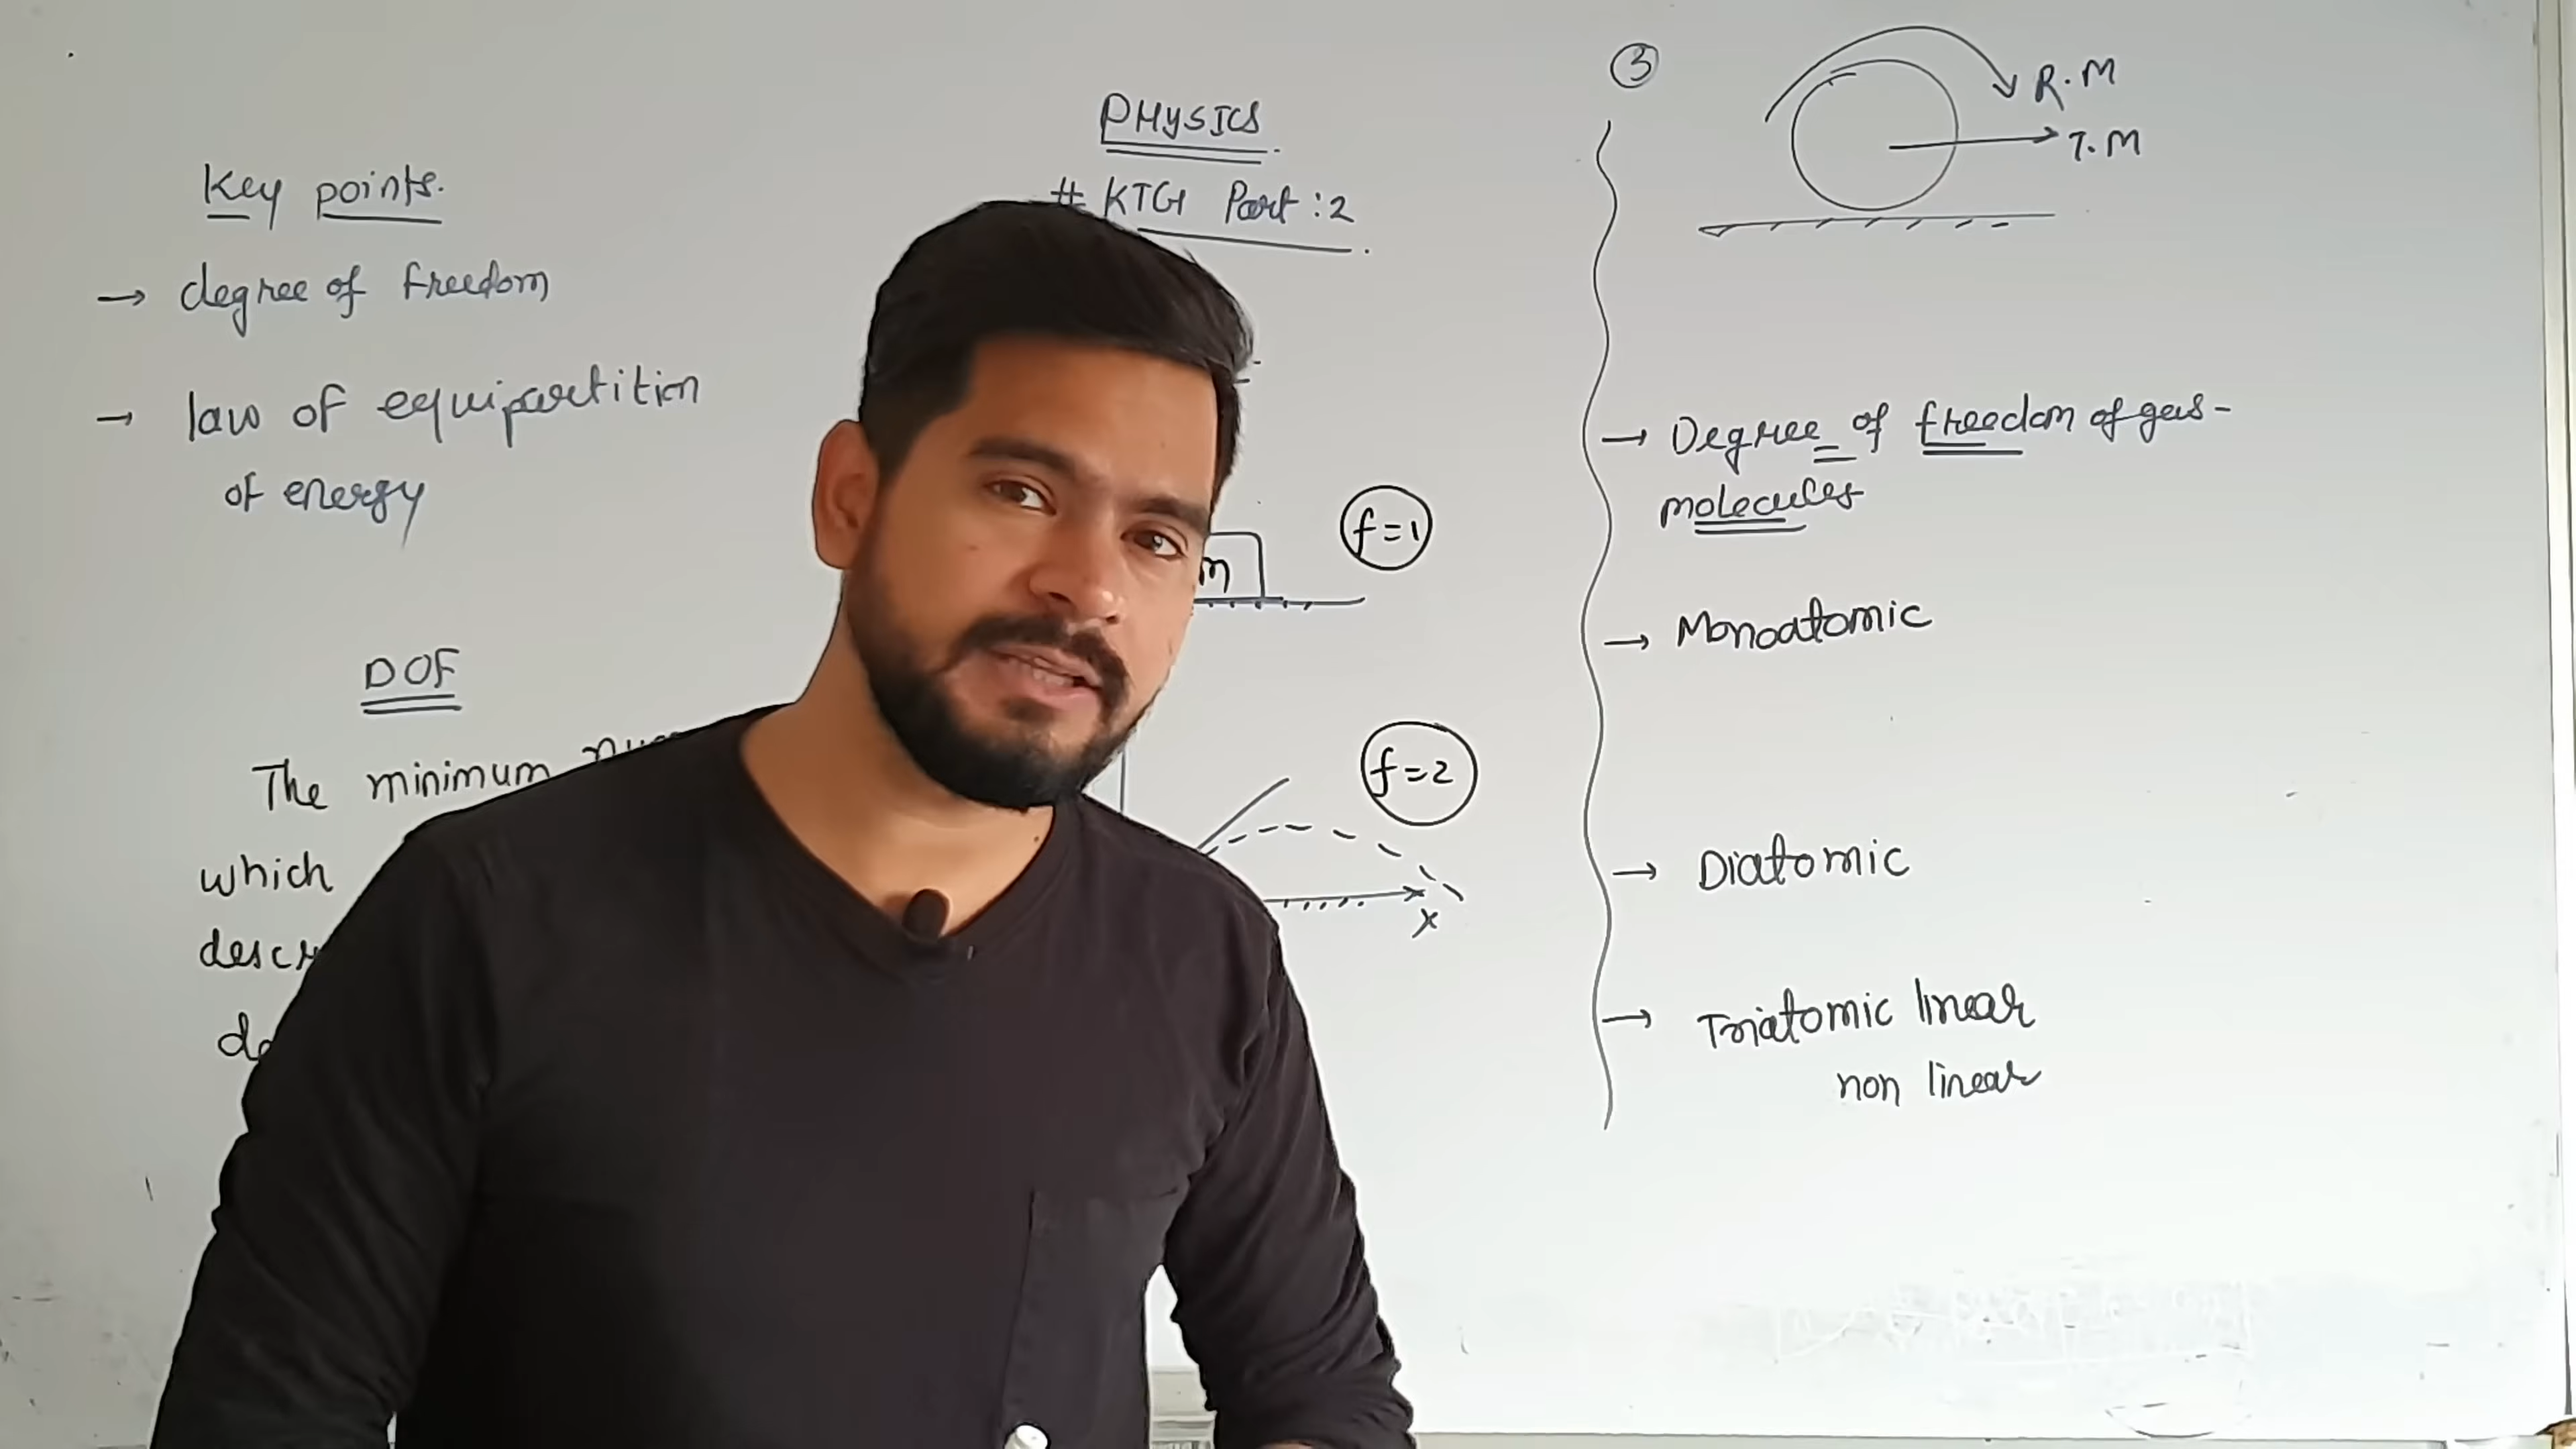 PHYSICS
# KTG Part : 2
Key points.
→ degree of freedom
→ law of equipartition
of energy
DOF
The minimum
which
m
f=1
f=2
x
3
R.M
T.M
→ Degree of freedom of gas-
molecules
→ Monoatomic
→ Diatomic
→ Triatomic linear
non linear